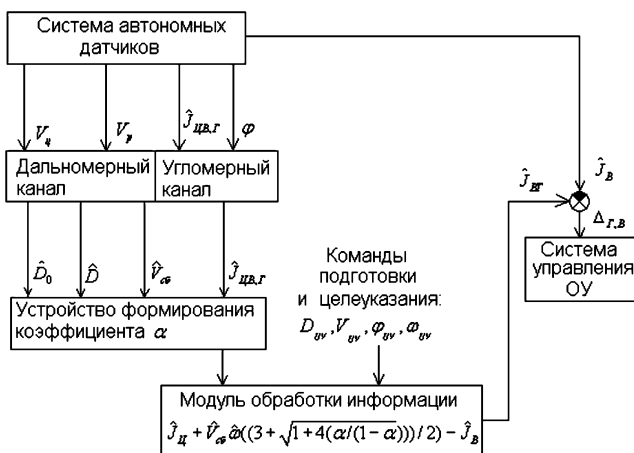 Система автономных
датчиков
V_ц
V_р
Ĵ_ЦВ,Г
φ
Дальномерный
канал
Угломерный
канал
Ĵ_ВГ
Ĵ_В
Δ_Г,В
D̂_0
D̂
V̂_сб
Ĵ_ЦВ,Г
Команды
подготовки
и целеуказания:
D_цу, V_цу, φ_цу, ω_цу
Система
управления
ОУ
Устройство формирования
коэффициента α
Модуль обработки информации
Ĵ_Ц + V̂_сб ω̂((3+√1+4(α/(1−α)))/2) − Ĵ_В